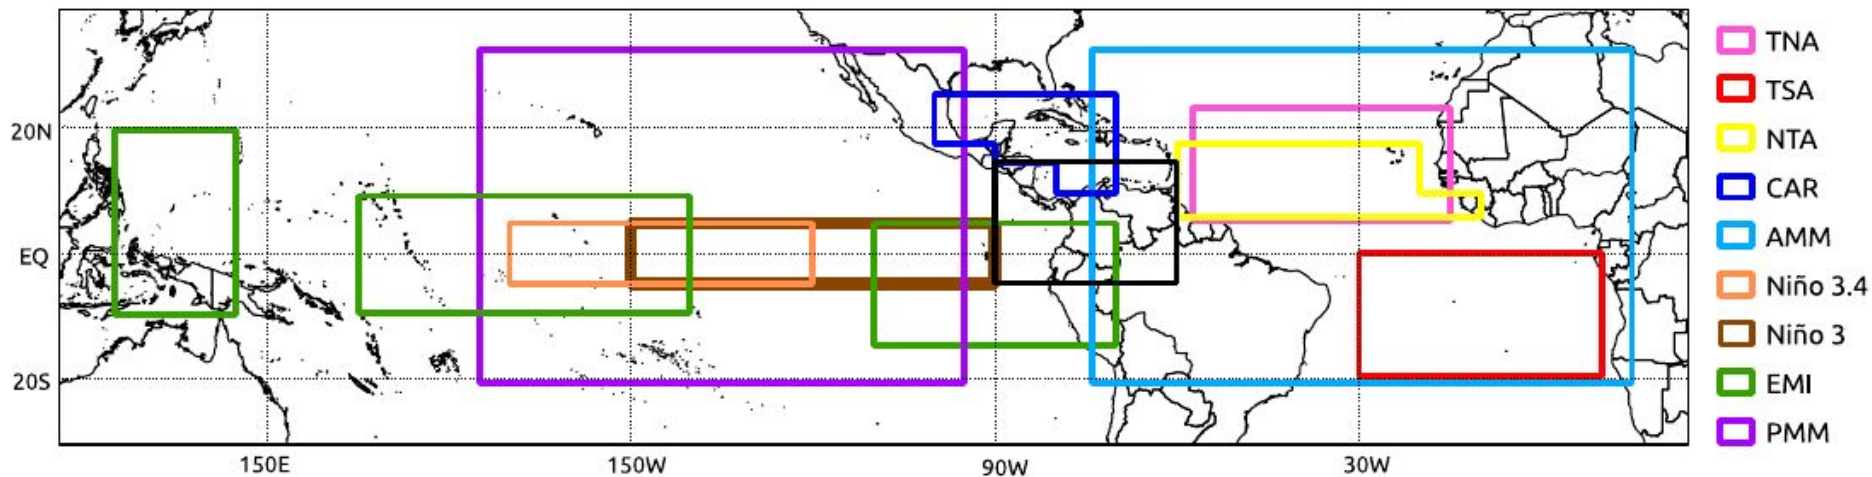 20N
EQ
20S
150E
150W
90W
30W
TNA
TSA
NTA
CAR
AMM
Niño 3.4
Niño 3
EMI
PMM